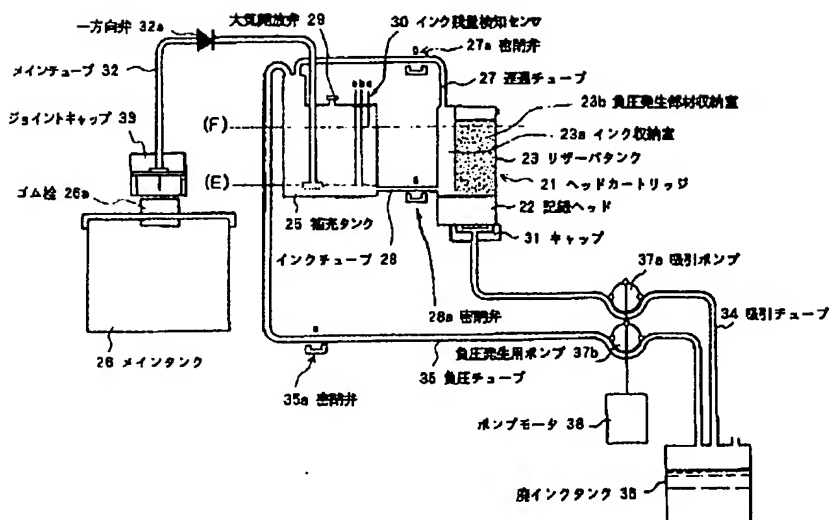 一方向弁 32a
大気開放弁 29
30 インク残量検知センサ
27a 密閉弁
メインチューブ 32
a b c
27 連通チューブ
ジョイントキャップ 39
23b 負圧発生部材収納室
(F)
23a インク収納室
23 リザーバタンク
ゴム栓 26a
(E)
21 ヘッドカートリッジ
25 補充タンク
22 記録ヘッド
インクチューブ 28
31 キャップ
37a 吸引ポンプ
28a 密閉弁
34 吸引チューブ
26 メインタンク
負圧発生用ポンプ 37b
35 負圧チューブ
35a 密閉弁
ポンプモータ 38
廃インクタンク 36